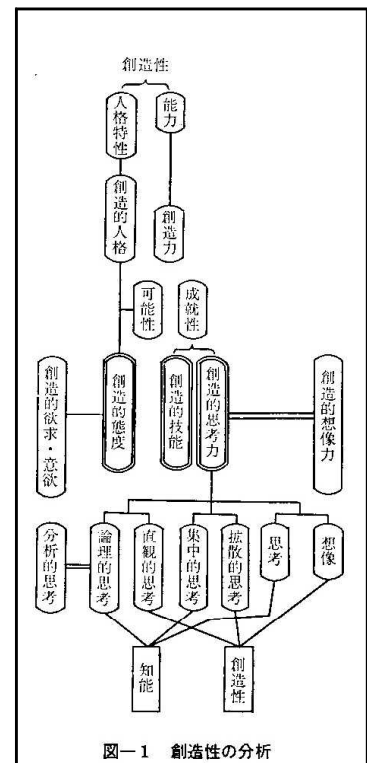 創造性
人格特性
能力
創造的人格
創造力
可能性
成就性
創造的欲求・意欲
創造的態度
創造的技能
創造的思考力
創造的想像力
分析的思考
論理的思考
直観的思考
集中的思考
拡散的思考
思考
想像
知能
創造性
図―1 創造性の分析